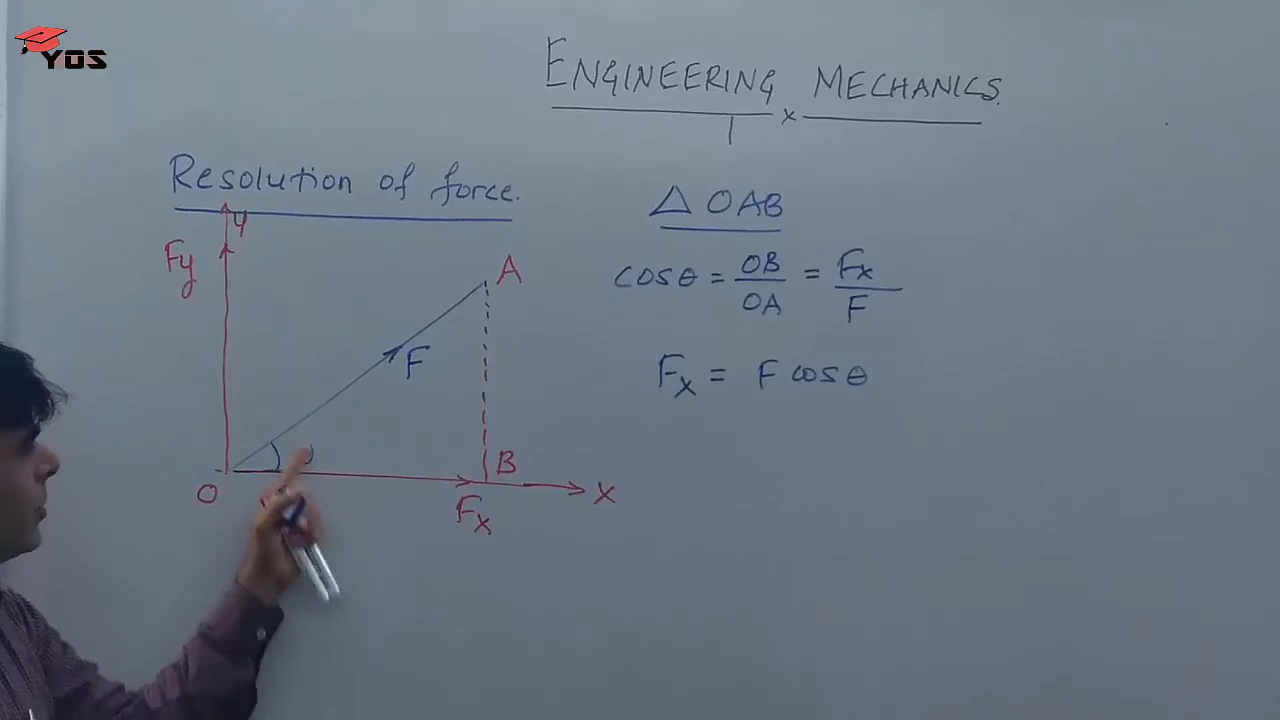 YOS
ENGINEERING MECHANICS.
x
Resolution of force.
y
Fy
A
F
B
O
Fx
X
△ OAB
cosθ = OB/OA = Fx/F
Fx = F cosθ